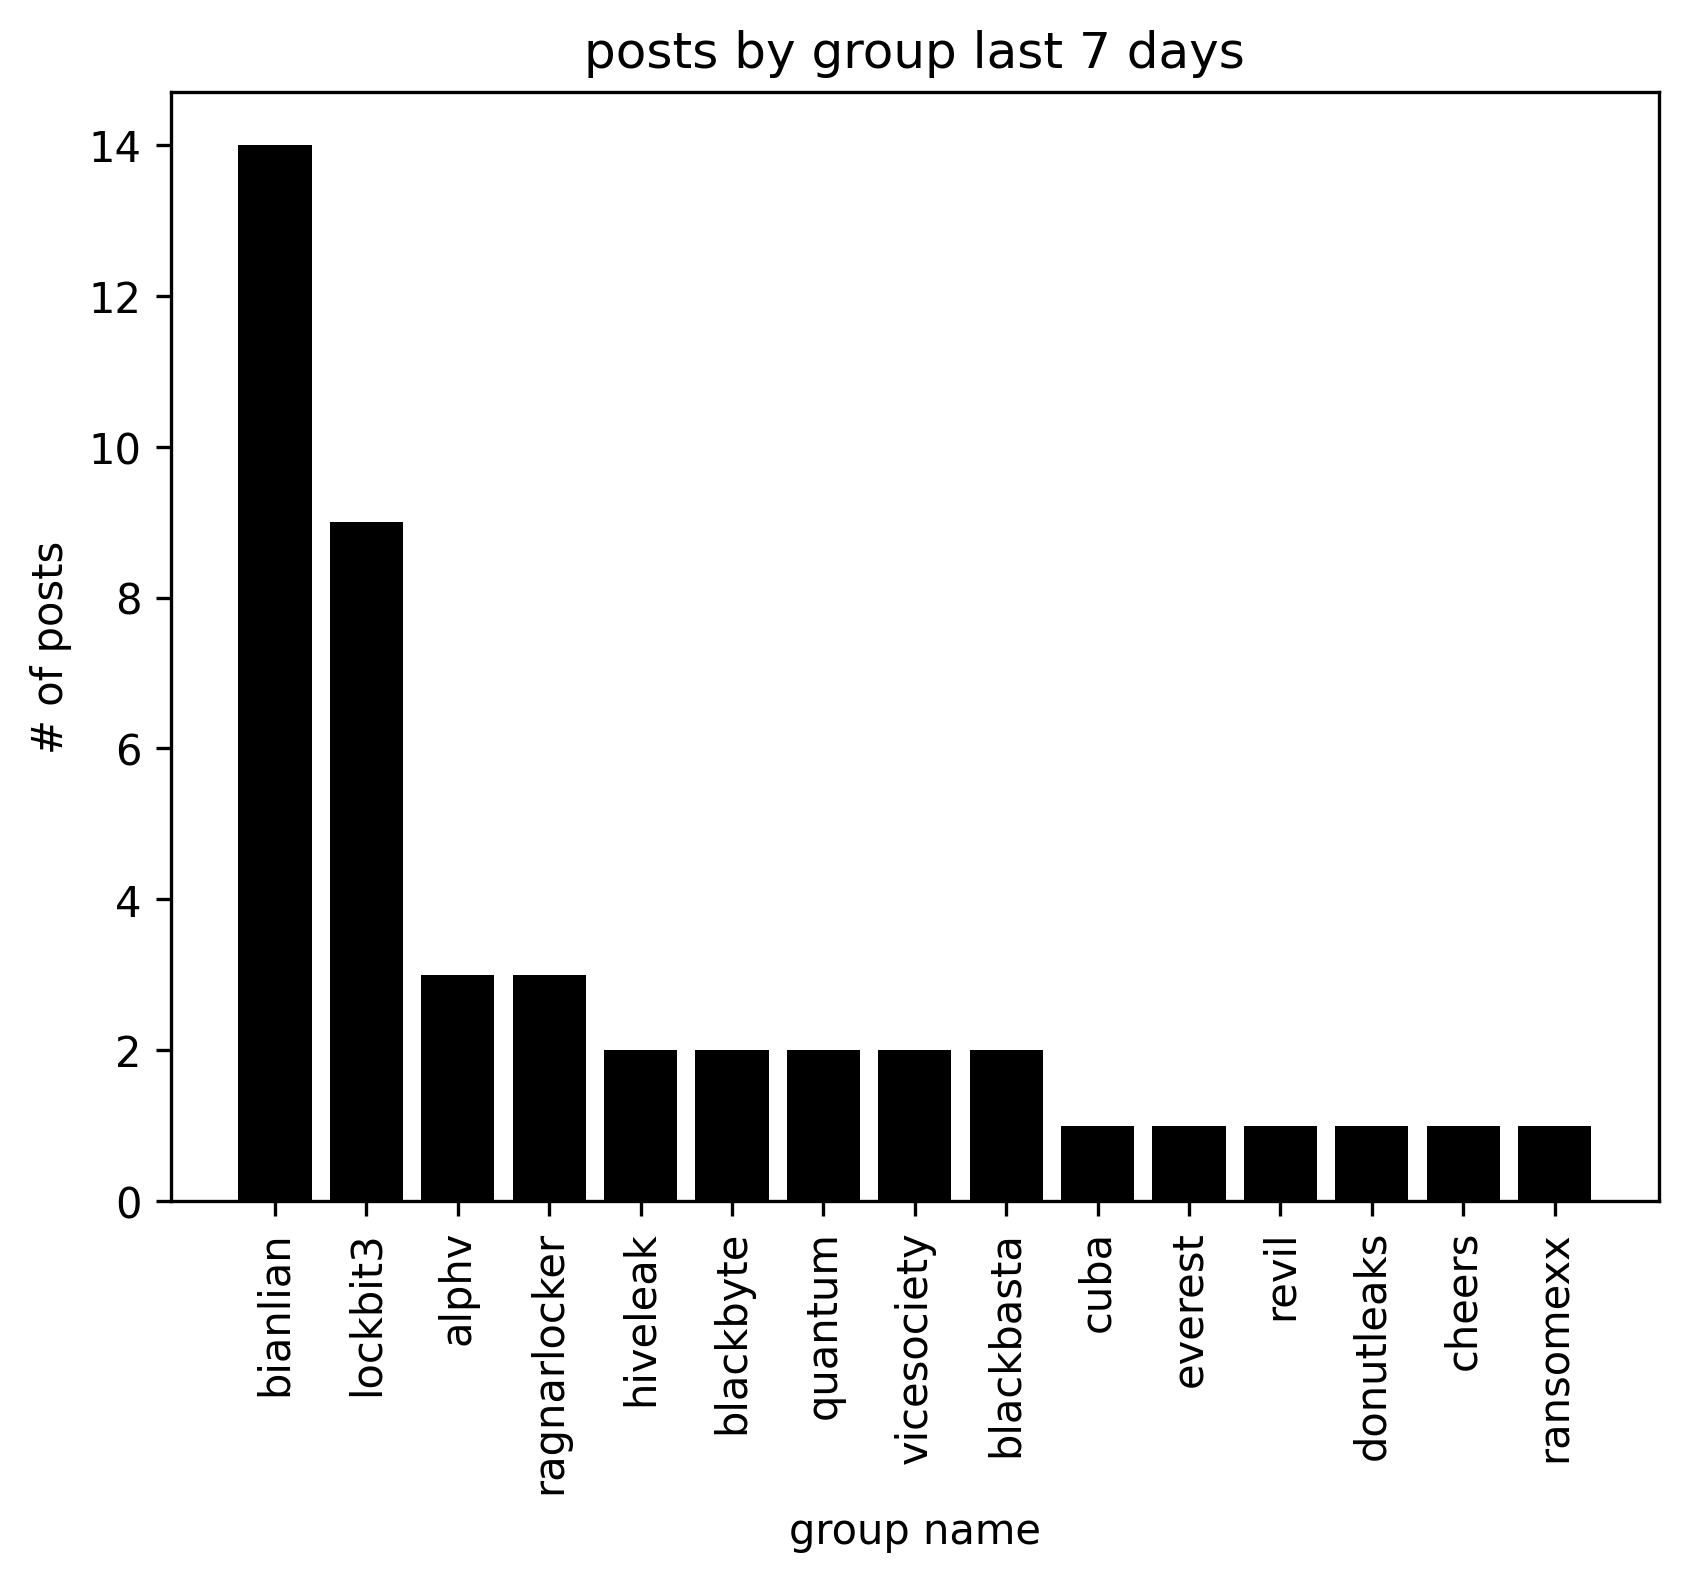 posts by group last 7 days
14
12
10
8
6
4
2
0
# of posts
bianlian
lockbit3
alphv
ragnarlocker
hiveleak
blackbyte
quantum
vicesociety
blackbasta
cuba
everest
revil
donutleaks
cheers
ransomexx
group name